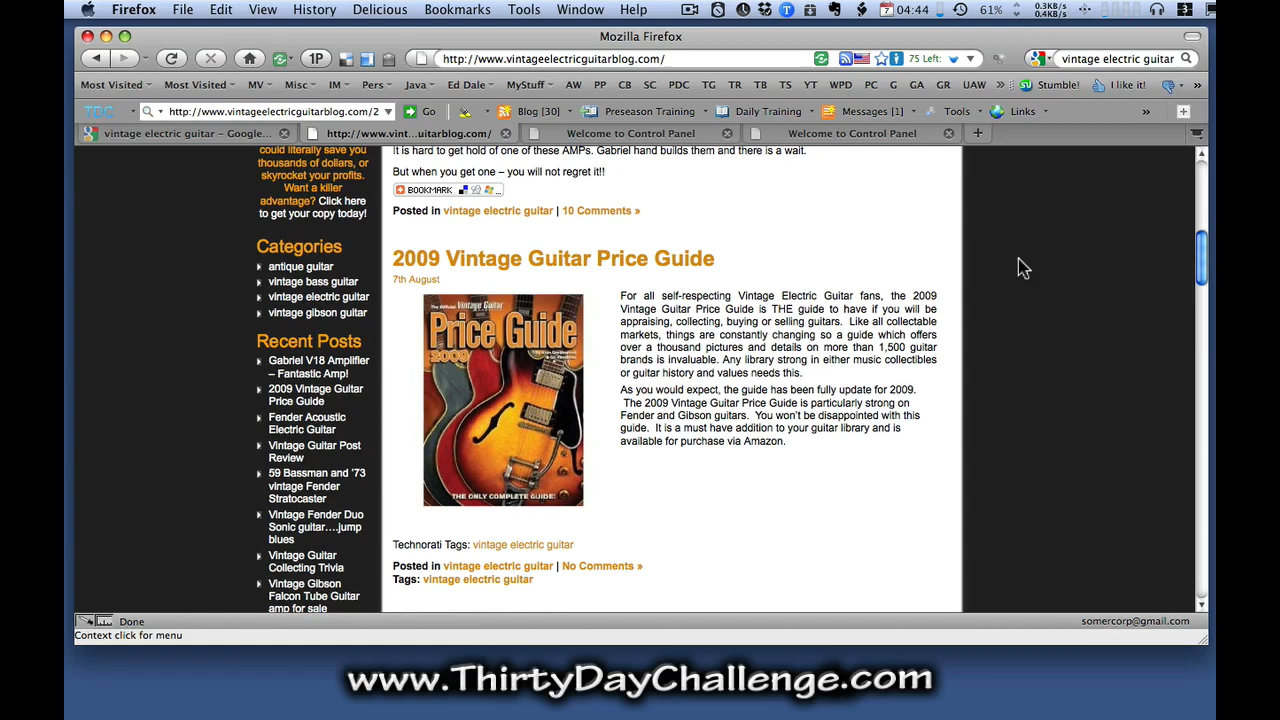 Firefox File Edit View History Delicious Bookmarks Tools Window Help 7 04:44 0.3KB/s 0.4KB/s 61% 3
Mozilla Firefox
1P http://www.vintageelectricguitarblog.com/ 75 Left: vintage electric guitar
Most Visited Most Visited MV Misc IM Pers Java Ed Dale MyStuff AW PP CB SC PDC TG TR TB TS YT WPD PC G GA GR UAW Stumble! I like it! »
TDC http://www.vintageelectricguitarblog.com/2 Go Blog [30] Preseason Training Daily Training Messages [1] Tools Links »
vintage electric guitar – Google... http://www.vint...uitarblog.com/ Welcome to Control Panel Welcome to Control Panel
could literally save you
thousands of dollars, or
skyrocket your profits.
Want a killer
advantage? Click here
to get your copy today!
Categories
antique guitar
vintage bass guitar
vintage electric guitar
vintage gibson guitar
Recent Posts
Gabriel V18 Amplifier
– Fantastic Amp!
2009 Vintage Guitar
Price Guide
Fender Acoustic
Electric Guitar
Vintage Guitar Post
Review
59 Bassman and '73
vintage Fender
Stratocaster
Vintage Fender Duo
Sonic guitar….jump
blues
Vintage Guitar
Collecting Trivia
Vintage Gibson
Falcon Tube Guitar
amp for sale
It is hard to get hold of one of these AMPs. Gabriel hand builds them and there is a wait.
But when you get one – you will not regret it!!
BOOKMARK
Posted in vintage electric guitar | 10 Comments »
2009 Vintage Guitar Price Guide
7th August
The Official Vintage Guitar
Price Guide
2009
THE ONLY COMPLETE GUIDE!
For all self-respecting Vintage Electric Guitar fans, the 2009
Vintage Guitar Price Guide is THE guide to have if you will be
appraising, collecting, buying or selling guitars. Like all collectable
markets, things are constantly changing so a guide which offers
over a thousand pictures and details on more than 1,500 guitar
brands is invaluable. Any library strong in either music collectibles
or guitar history and values needs this.
As you would expect, the guide has been fully update for 2009.
The 2009 Vintage Guitar Price Guide is particularly strong on
Fender and Gibson guitars. You won't be disappointed with this
guide. It is a must have addition to your guitar library and is
available for purchase via Amazon.
Technorati Tags: vintage electric guitar
Posted in vintage electric guitar | No Comments »
Tags: vintage electric guitar
Done somercorp@gmail.com
Context click for menu
www.ThirtyDayChallenge.com